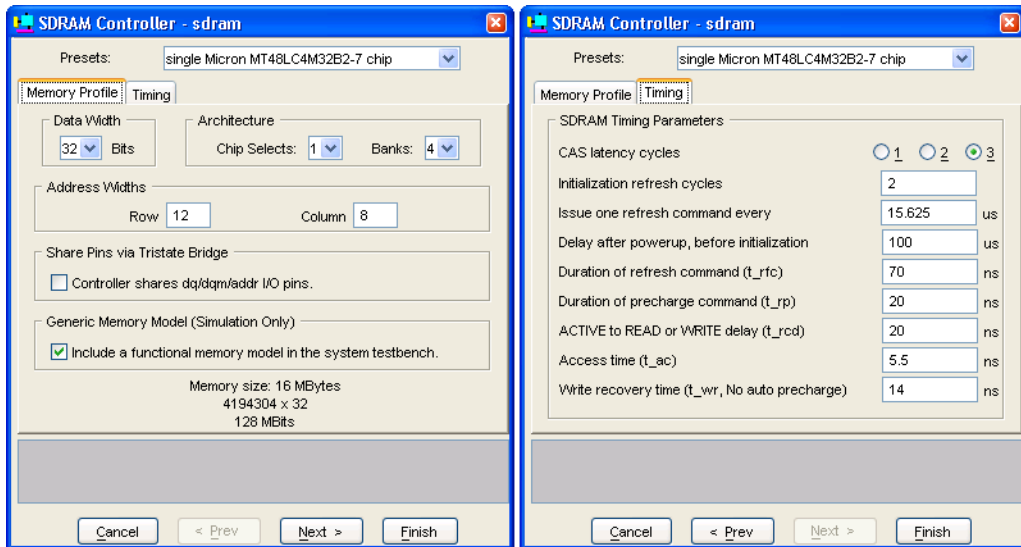 SDRAM Controller - sdram
Presets: single Micron MT48LC4M32B2-7 chip
Memory Profile Timing
Data Width
32 Bits
Architecture
Chip Selects: 1 Banks: 4
Address Widths
Row 12 Column 8
Share Pins via Tristate Bridge
Controller shares dq/dqm/addr I/O pins.
Generic Memory Model (Simulation Only)
Include a functional memory model in the system testbench.
Memory size: 16 MBytes
4194304 x 32
128 MBits
Cancel < Prev Next > Finish
SDRAM Controller - sdram
Presets: single Micron MT48LC4M32B2-7 chip
Memory Profile Timing
SDRAM Timing Parameters
CAS latency cycles 1 2 3
Initialization refresh cycles 2
Issue one refresh command every 15.625 us
Delay after powerup, before initialization 100 us
Duration of refresh command (t_rfc) 70 ns
Duration of precharge command (t_rp) 20 ns
ACTIVE to READ or WRITE delay (t_rcd) 20 ns
Access time (t_ac) 5.5 ns
Write recovery time (t_wr, No auto precharge) 14 ns
Cancel < Prev Next > Finish